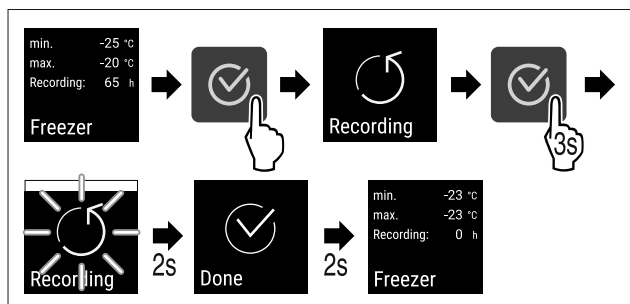 min. -25 °C
max. -20 °C
Recording: 65 h
Freezer
Recording
3s
Recording
2s
Done
2s
min. -23 °C
max. -23 °C
Recording: 0 h
Freezer